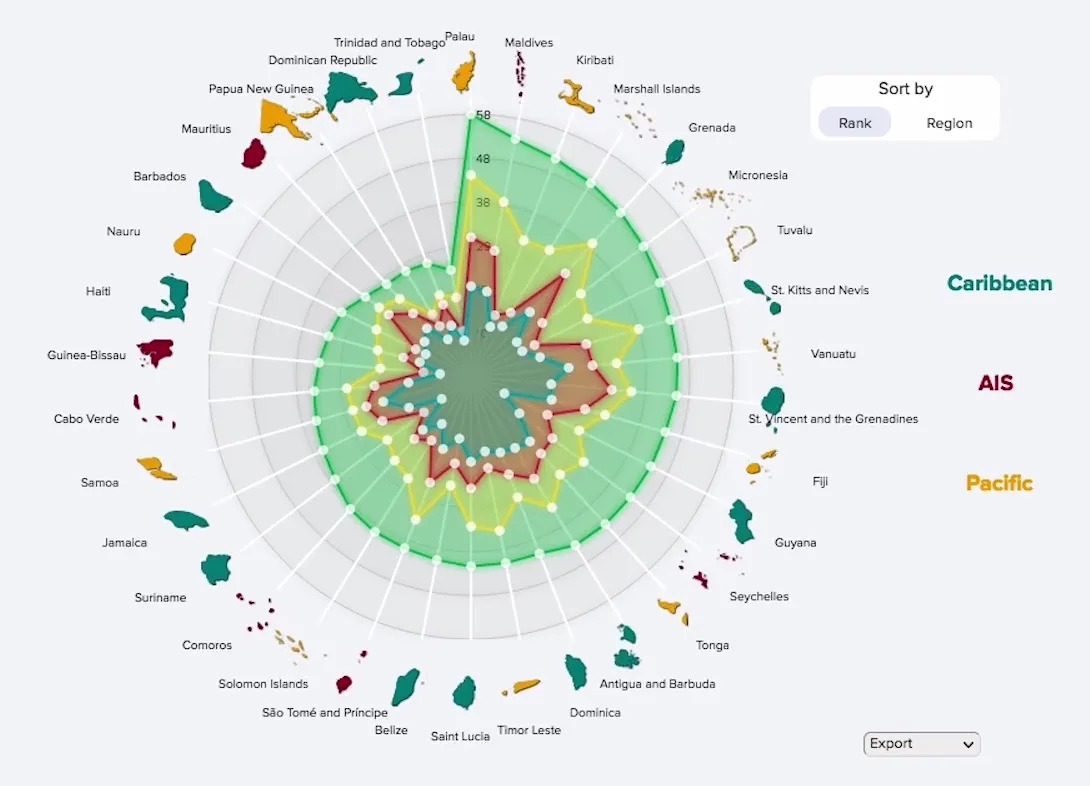 Palau
Trinidad and Tobago
Maldives
Dominican Republic
Kiribati
Papua New Guinea
Marshall Islands
Sort by
Rank
Region
58
Mauritius
Grenada
48
Barbados
Micronesia
38
Nauru
Tuvalu
29
Caribbean
Haiti
St. Kitts and Nevis
Guinea-Bissau
Vanuatu
AIS
Cabo Verde
St. Vincent and the Grenadines
Samoa
Fiji
Pacific
Jamaica
Guyana
Suriname
Seychelles
Comoros
Tonga
Solomon Islands
Antigua and Barbuda
São Tomé and Príncipe
Dominica
Belize
Saint Lucia
Timor Leste
Export